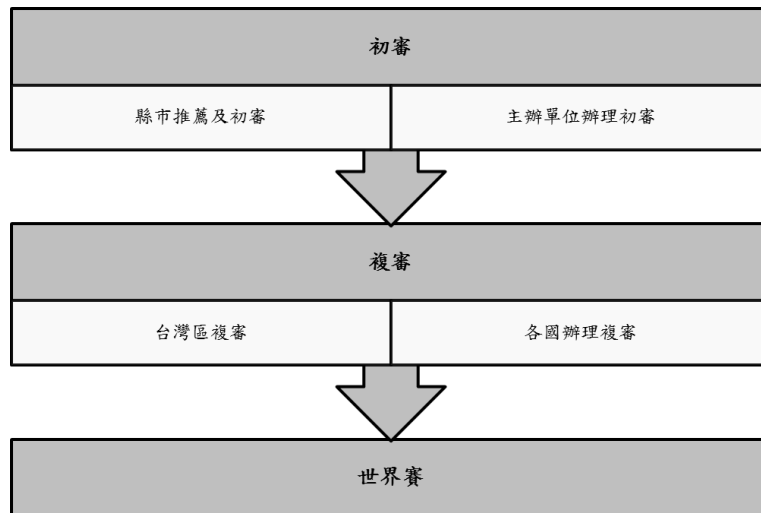 初審
縣市推薦及初審
主辦單位辦理初審
複審
台灣區複審
各國辦理複審
世界賽